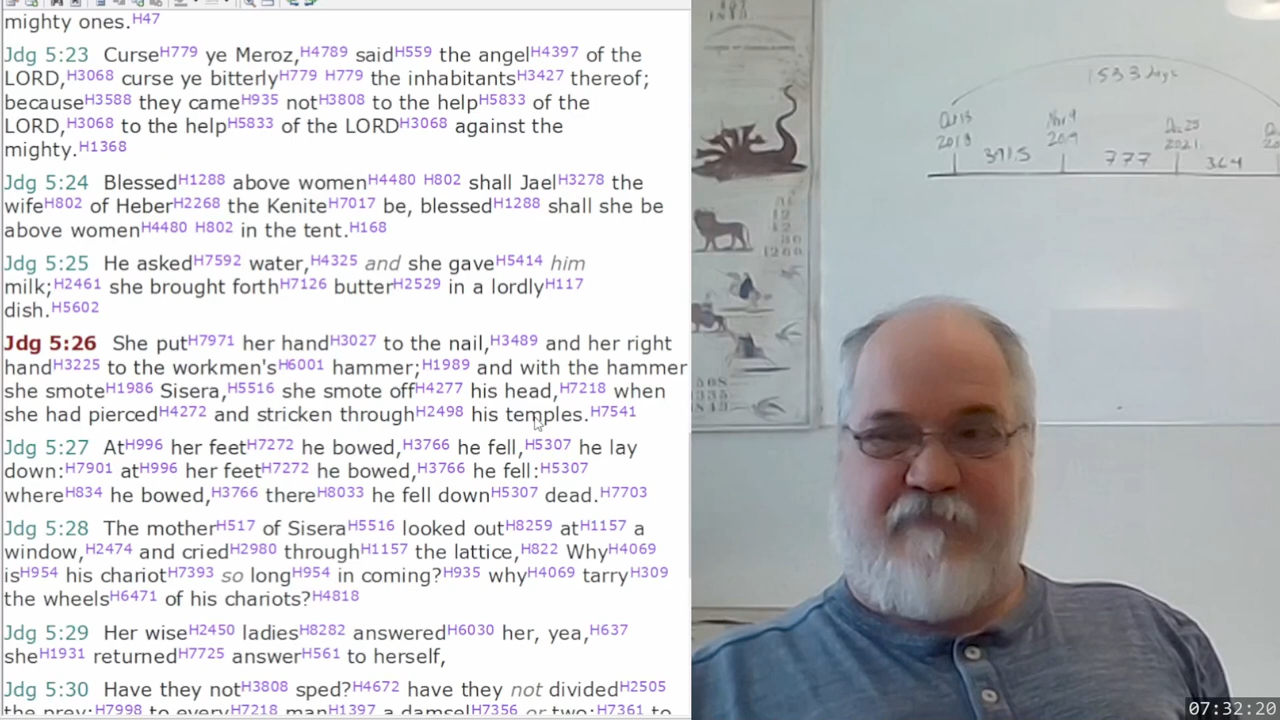 mighty ones.H47
Jdg 5:23 CurseH779 ye Meroz,H4789 saidH559 the angelH4397 of the
LORD,H3068 curse ye bitterlyH779 H779 the inhabitantsH3427 thereof;
becauseH3588 they cameH935 notH3808 to the helpH5833 of the
LORD,H3068 to the helpH5833 of the LORDH3068 against the
mighty.H1368
Jdg 5:24 BlessedH1288 above womenH4480 H802 shall JaelH3278 the
wifeH802 of HeberH2268 the KeniteH7017 be, blessedH1288 shall she be
above womenH4480 H802 in the tent.H168
Jdg 5:25 He askedH7592 water,H4325 and she gaveH5414 him
milk;H2461 she brought forthH7126 butterH2529 in a lordlyH117
dish.H5602
Jdg 5:26 She putH7971 her handH3027 to the nail,H3489 and her right
handH3225 to the workmen'sH6001 hammer;H1989 and with the hammer
she smoteH1986 Sisera,H5516 she smote offH4277 his head,H7218 when
she had piercedH4272 and stricken throughH2498 his temples.H7541
Jdg 5:27 AtH996 her feetH7272 he bowed,H3766 he fell,H5307 he lay
down:H7901 atH996 her feetH7272 he bowed,H3766 he fell:H5307
whereH834 he bowed,H3766 thereH8033 he fell downH5307 dead.H7703
Jdg 5:28 The motherH517 of SiseraH5516 looked outH8259 atH1157 a
window,H2474 and criedH2980 throughH1157 the lattice,H822 WhyH4069
isH954 his chariotH7393 so longH954 in coming?H935 whyH4069 tarryH309
the wheelsH6471 of his chariots?H4818
Jdg 5:29 Her wiseH2450 ladiesH8282 answeredH6030 her, yea,H637
sheH1931 returnedH7725 answerH561 to herself,
Jdg 5:30 Have they notH3808 sped?H4672 have they not dividedH2505
the prey;H7998 to everyH7218 manH1397 a damselH7356 or two;H7361 to
1533 days
2018 2019 2021
391.5 777 364
1260
07:32:20